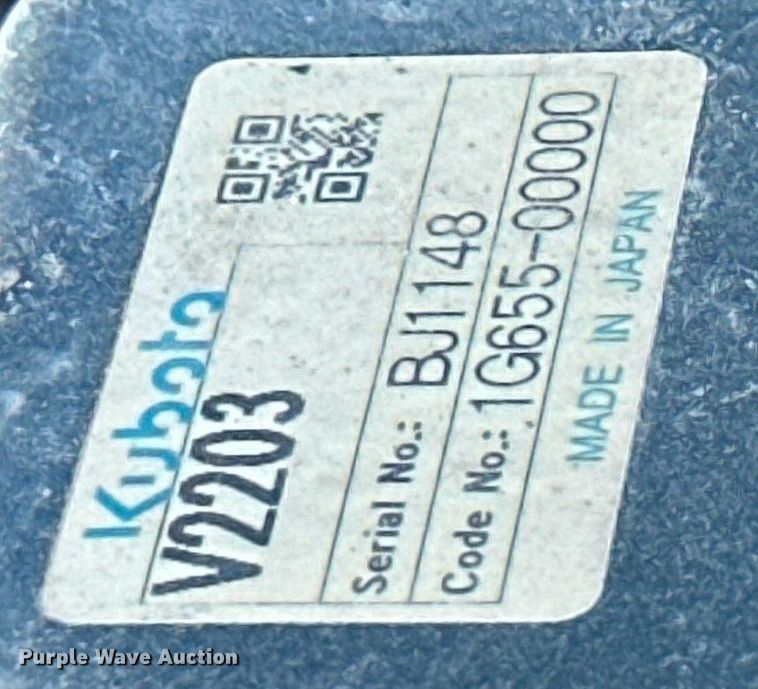 Kubota
V2203
Serial No.: BJ1148
Code No.: 1G655-00000
MADE IN JAPAN
Purple Wave Auction